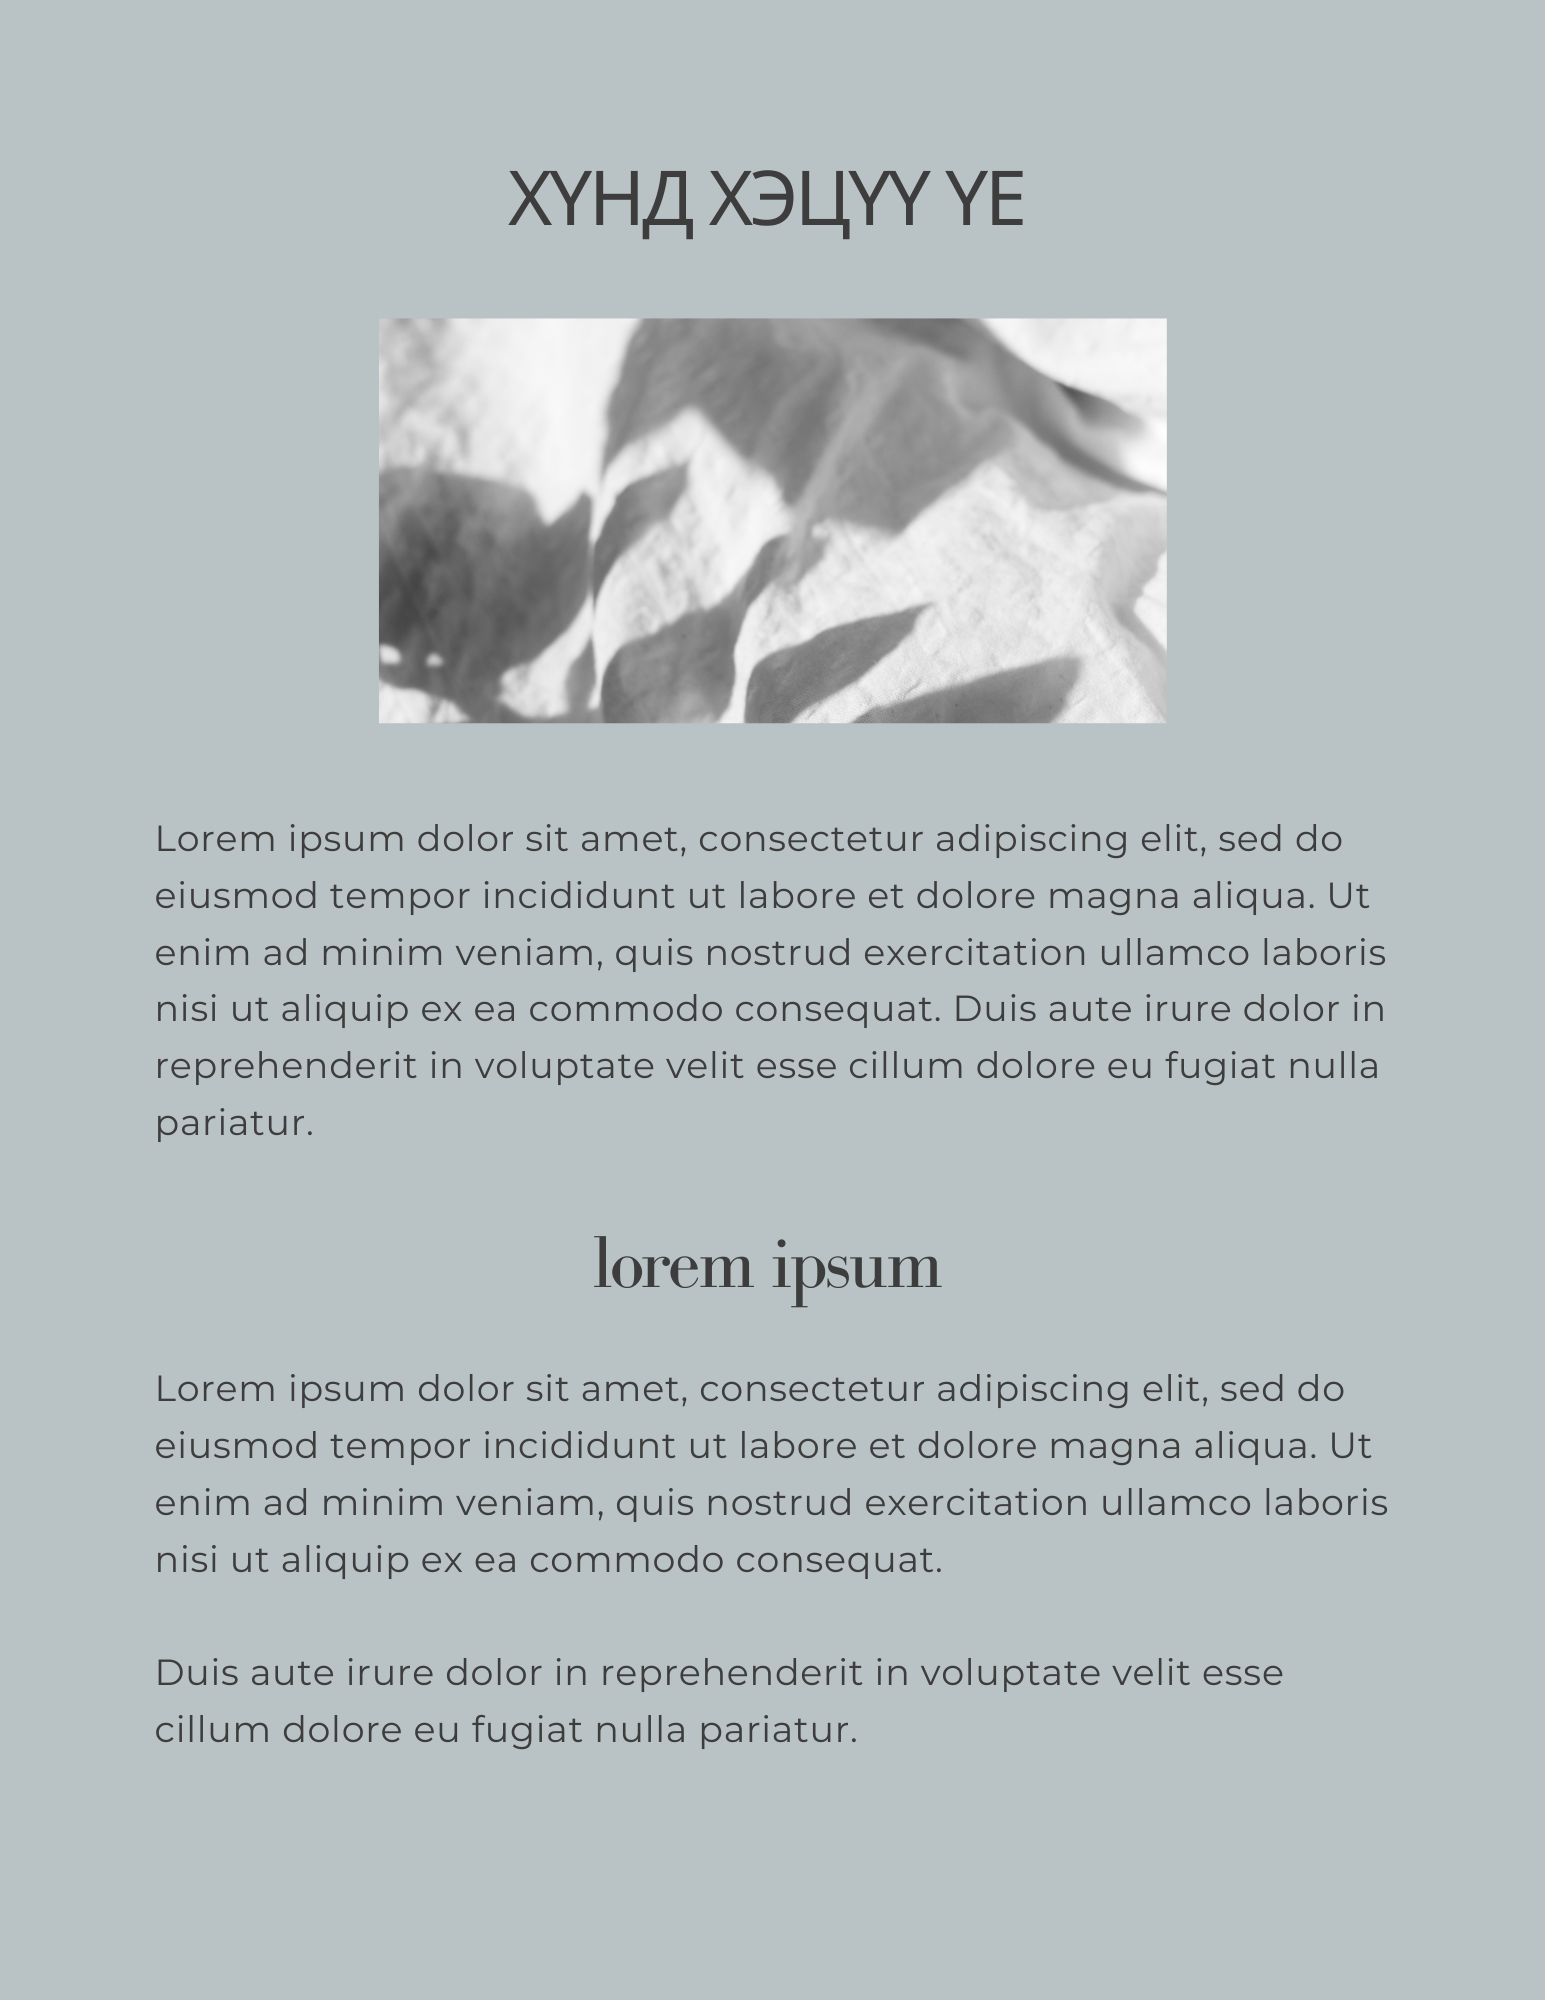 ХҮНД ХЭЦҮҮ ҮЕ
Lorem ipsum dolor sit amet, consectetur adipiscing elit, sed do
eiusmod tempor incididunt ut labore et dolore magna aliqua. Ut
enim ad minim veniam, quis nostrud exercitation ullamco laboris
nisi ut aliquip ex ea commodo consequat. Duis aute irure dolor in
reprehenderit in voluptate velit esse cillum dolore eu fugiat nulla
pariatur.
lorem ipsum
Lorem ipsum dolor sit amet, consectetur adipiscing elit, sed do
eiusmod tempor incididunt ut labore et dolore magna aliqua. Ut
enim ad minim veniam, quis nostrud exercitation ullamco laboris
nisi ut aliquip ex ea commodo consequat.
Duis aute irure dolor in reprehenderit in voluptate velit esse
cillum dolore eu fugiat nulla pariatur.